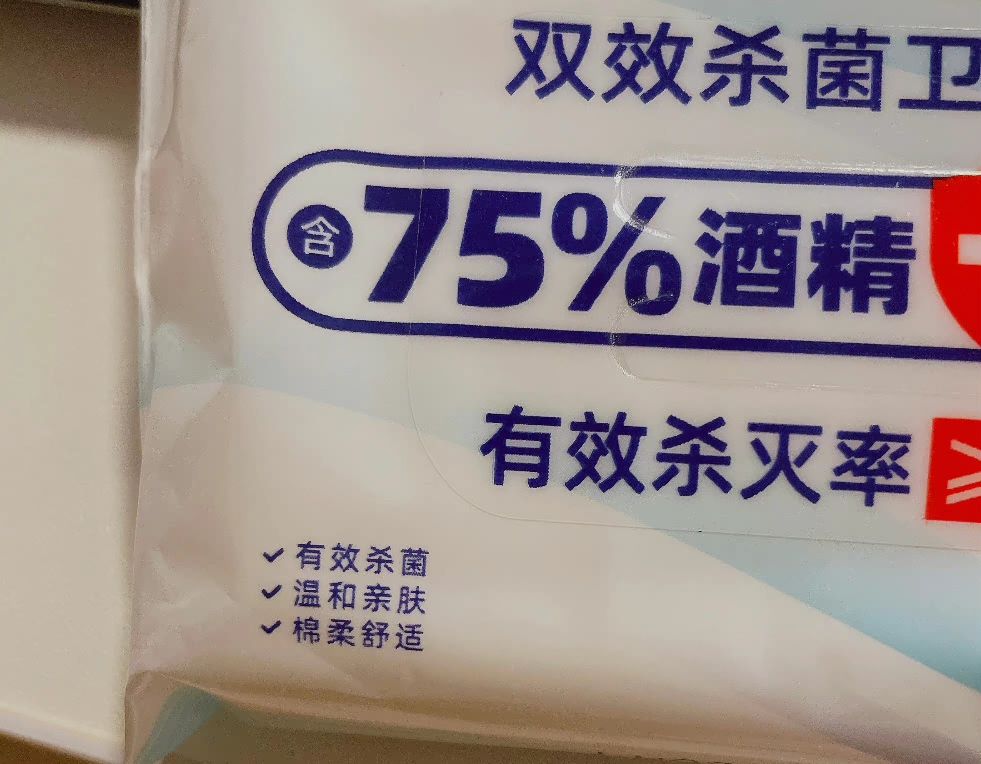 双效杀菌卫
含75%酒精
有效杀灭率≥
✓ 有效杀菌
✓ 温和亲肤
✓ 棉柔舒适